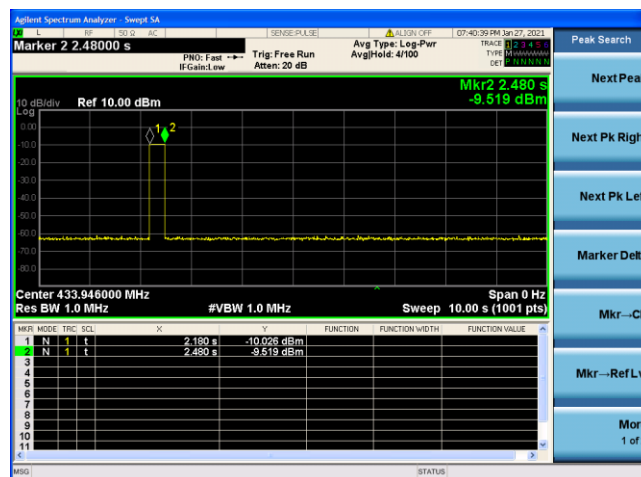 Agilent Spectrum Analyzer - Swept SA
L RF 50 Ω AC SENSE:PULSE ALIGN OFF 07:40:39 PM Jan 27, 2021
Marker 2 2.48000 s
PNO: Fast Trig: Free Run
IFGain:Low Atten: 20 dB
Avg Type: Log-Pwr
Avg|Hold: 4/100
TRACE 1 2 3 4 5 6
TYPE M
DET P N N N N N
Peak Search
Mkr2 2.480 s
-9.519 dBm
10 dB/div Ref 10.00 dBm
Log
0.00
-10.0
-20.0
-30.0
-40.0
-50.0
-60.0
-70.0
-80.0
1 2
Center 433.946000 MHz Span 0 Hz
Res BW 1.0 MHz #VBW 1.0 MHz Sweep 10.00 s (1001 pts)
MKR MODE TRC SCL X Y FUNCTION FUNCTION WIDTH FUNCTION VALUE
1 N 1 t 2.180 s -10.026 dBm
2 N 1 t 2.480 s -9.519 dBm
3
4
5
6
7
8
9
10
11
MSG STATUS
Next Pea
Next Pk Righ
Next Pk Le
Marker Delt
Mkr→C
Mkr→Ref Lv
Mor
1 of